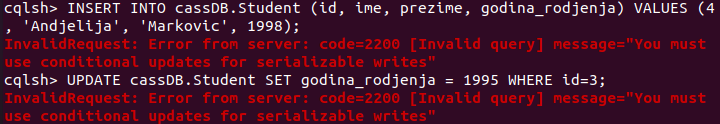 cqlsh> INSERT INTO cassDB.Student (id, ime, prezime, godina_rodjenja) VALUES (4
, 'Andjelija', 'Markovic', 1998);
InvalidRequest: Error from server: code=2200 [Invalid query] message="You must
use conditional updates for serializable writes"
cqlsh> UPDATE cassDB.Student SET godina_rodjenja = 1995 WHERE id=3;
InvalidRequest: Error from server: code=2200 [Invalid query] message="You must
use conditional updates for serializable writes"